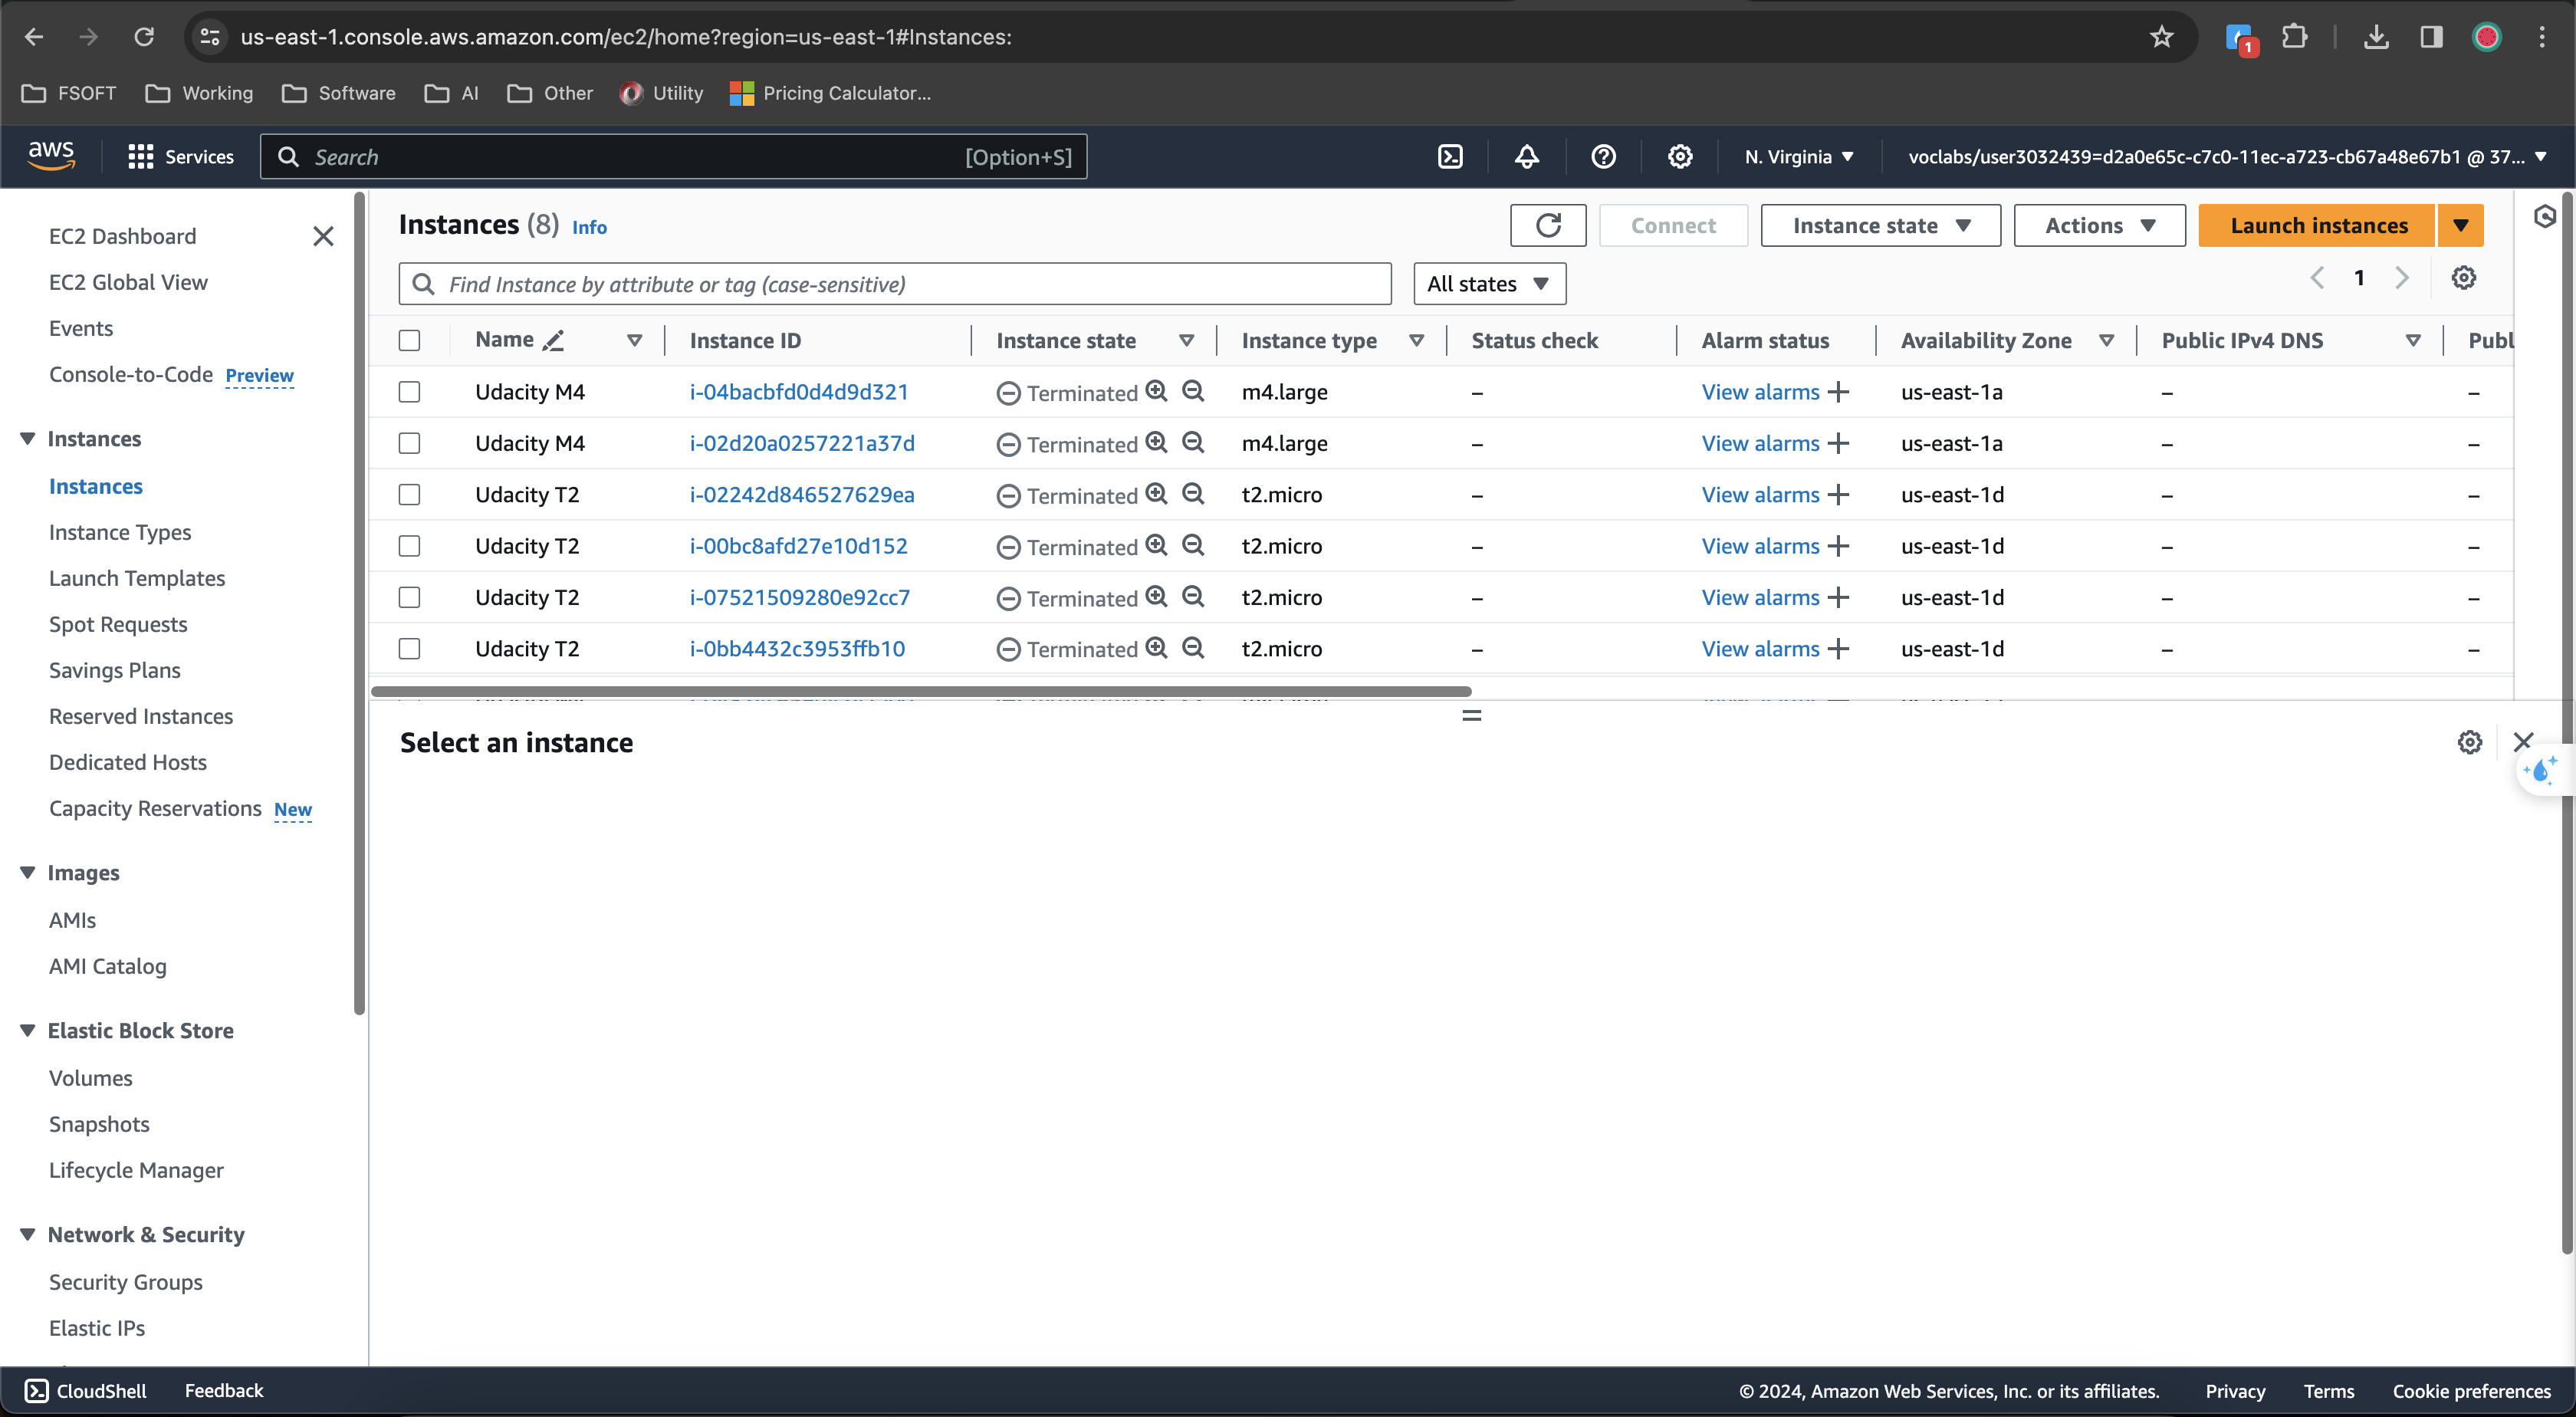 us-east-1.console.aws.amazon.com/ec2/home?region=us-east-1#Instances:
1
FSOFT Working Software AI Other Utility Pricing Calculator...
aws Services Search [Option+S] N. Virginia voclabs/user3032439=d2a0e65c-c7c0-11ec-a723-cb67a48e67b1 @ 37...
EC2 Dashboard
EC2 Global View
Events
Console-to-Code Preview
Instances
Instances
Instance Types
Launch Templates
Spot Requests
Savings Plans
Reserved Instances
Dedicated Hosts
Capacity Reservations New
Images
AMIs
AMI Catalog
Elastic Block Store
Volumes
Snapshots
Lifecycle Manager
Network & Security
Security Groups
Elastic IPs
Instances (8) Info Connect Instance state Actions Launch instances
Find Instance by attribute or tag (case-sensitive) All states 1
Name Instance ID Instance state Instance type Status check Alarm status Availability Zone Public IPv4 DNS Publ
Udacity M4 i-04bacbfd0d4d9d321 Terminated m4.large – View alarms + us-east-1a – –
Udacity M4 i-02d20a0257221a37d Terminated m4.large – View alarms + us-east-1a – –
Udacity T2 i-02242d846527629ea Terminated t2.micro – View alarms + us-east-1d – –
Udacity T2 i-00bc8afd27e10d152 Terminated t2.micro – View alarms + us-east-1d – –
Udacity T2 i-07521509280e92cc7 Terminated t2.micro – View alarms + us-east-1d – –
Udacity T2 i-0bb4432c3953ffb10 Terminated t2.micro – View alarms + us-east-1d – –
Select an instance
CloudShell Feedback © 2024, Amazon Web Services, Inc. or its affiliates. Privacy Terms Cookie preferences